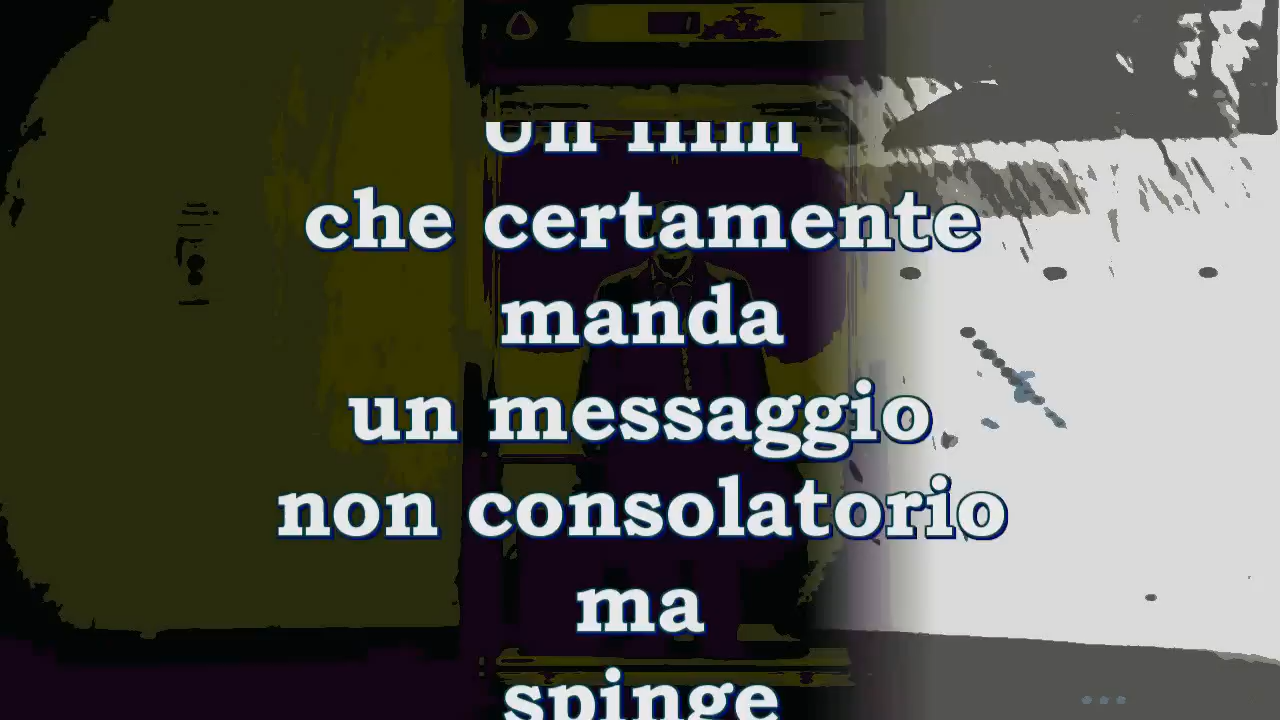 Un film
che certamente
manda
un messaggio
non consolatorio
ma
spinge